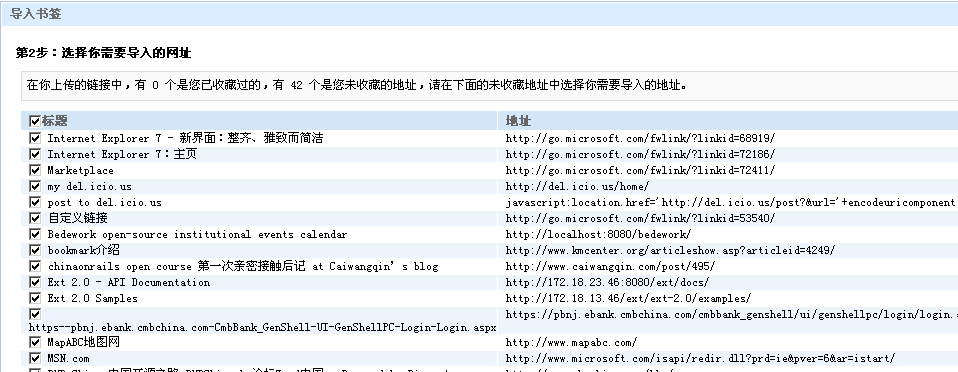 导入书签
第2步：选择你需要导入的网址
在你上传的链接中，有 0 个是您已收藏过的，有 42 个是您未收藏的地址，请在下面的未收藏地址中选择你需要导入的地址。
标题 地址
Internet Explorer 7 - 新界面：整齐、雅致而简洁 http://go.microsoft.com/fwlink/?linkid=68919/
Internet Explorer 7：主页 http://go.microsoft.com/fwlink/?linkid=72186/
Marketplace http://go.microsoft.com/fwlink/?linkid=72411/
my del.icio.us http://del.icio.us/home/
post to del.icio.us javascript:location.href='http://del.icio.us/post?&url='+encodeuricomponent
自定义链接 http://go.microsoft.com/fwlink/?linkid=53540/
Bedework open-source institutional events calendar http://localhost:8080/bedework/
bookmark介绍 http://www.kmcenter.org/articleshow.asp?articleid=4249/
chinaonrails open course 第一次亲密接触后记 at Caiwangqin's blog http://www.caiwangqin.com/post/495/
Ext 2.0 - API Documentation http://172.18.23.46:8080/ext/docs/
Ext 2.0 Samples http://172.18.13.46/ext/ext-2.0/examples/
https://pbnj.ebank.cmbchina.com/cmbbank_genshell/ui/genshellpc/login/login.
https--pbnj.ebank.cmbchina.com-CmbBank_GenShell-UI-GenShellPC-Login-Login.aspx
MapABC地图网 http://www.mapabc.com/
MSN.com http://www.microsoft.com/isapi/redir.dll?prd=ie&pver=6&ar=istart/